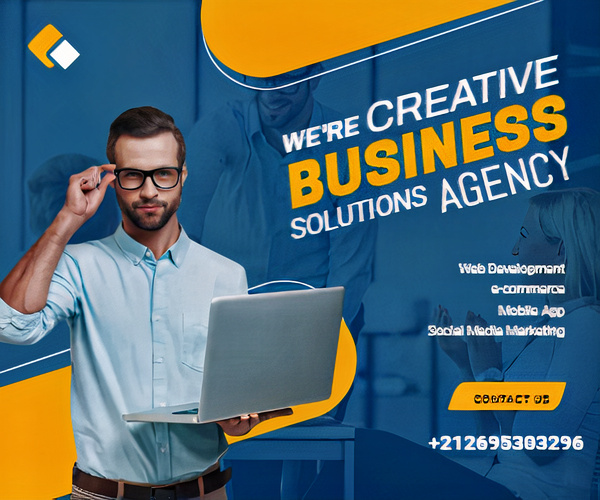 WE'RE CREATIVE
BUSINESS
SOLUTIONS AGENCY
Web Development
e-commerce
Mobile App
Social Media Marketing
CONTACT US
+212695303296